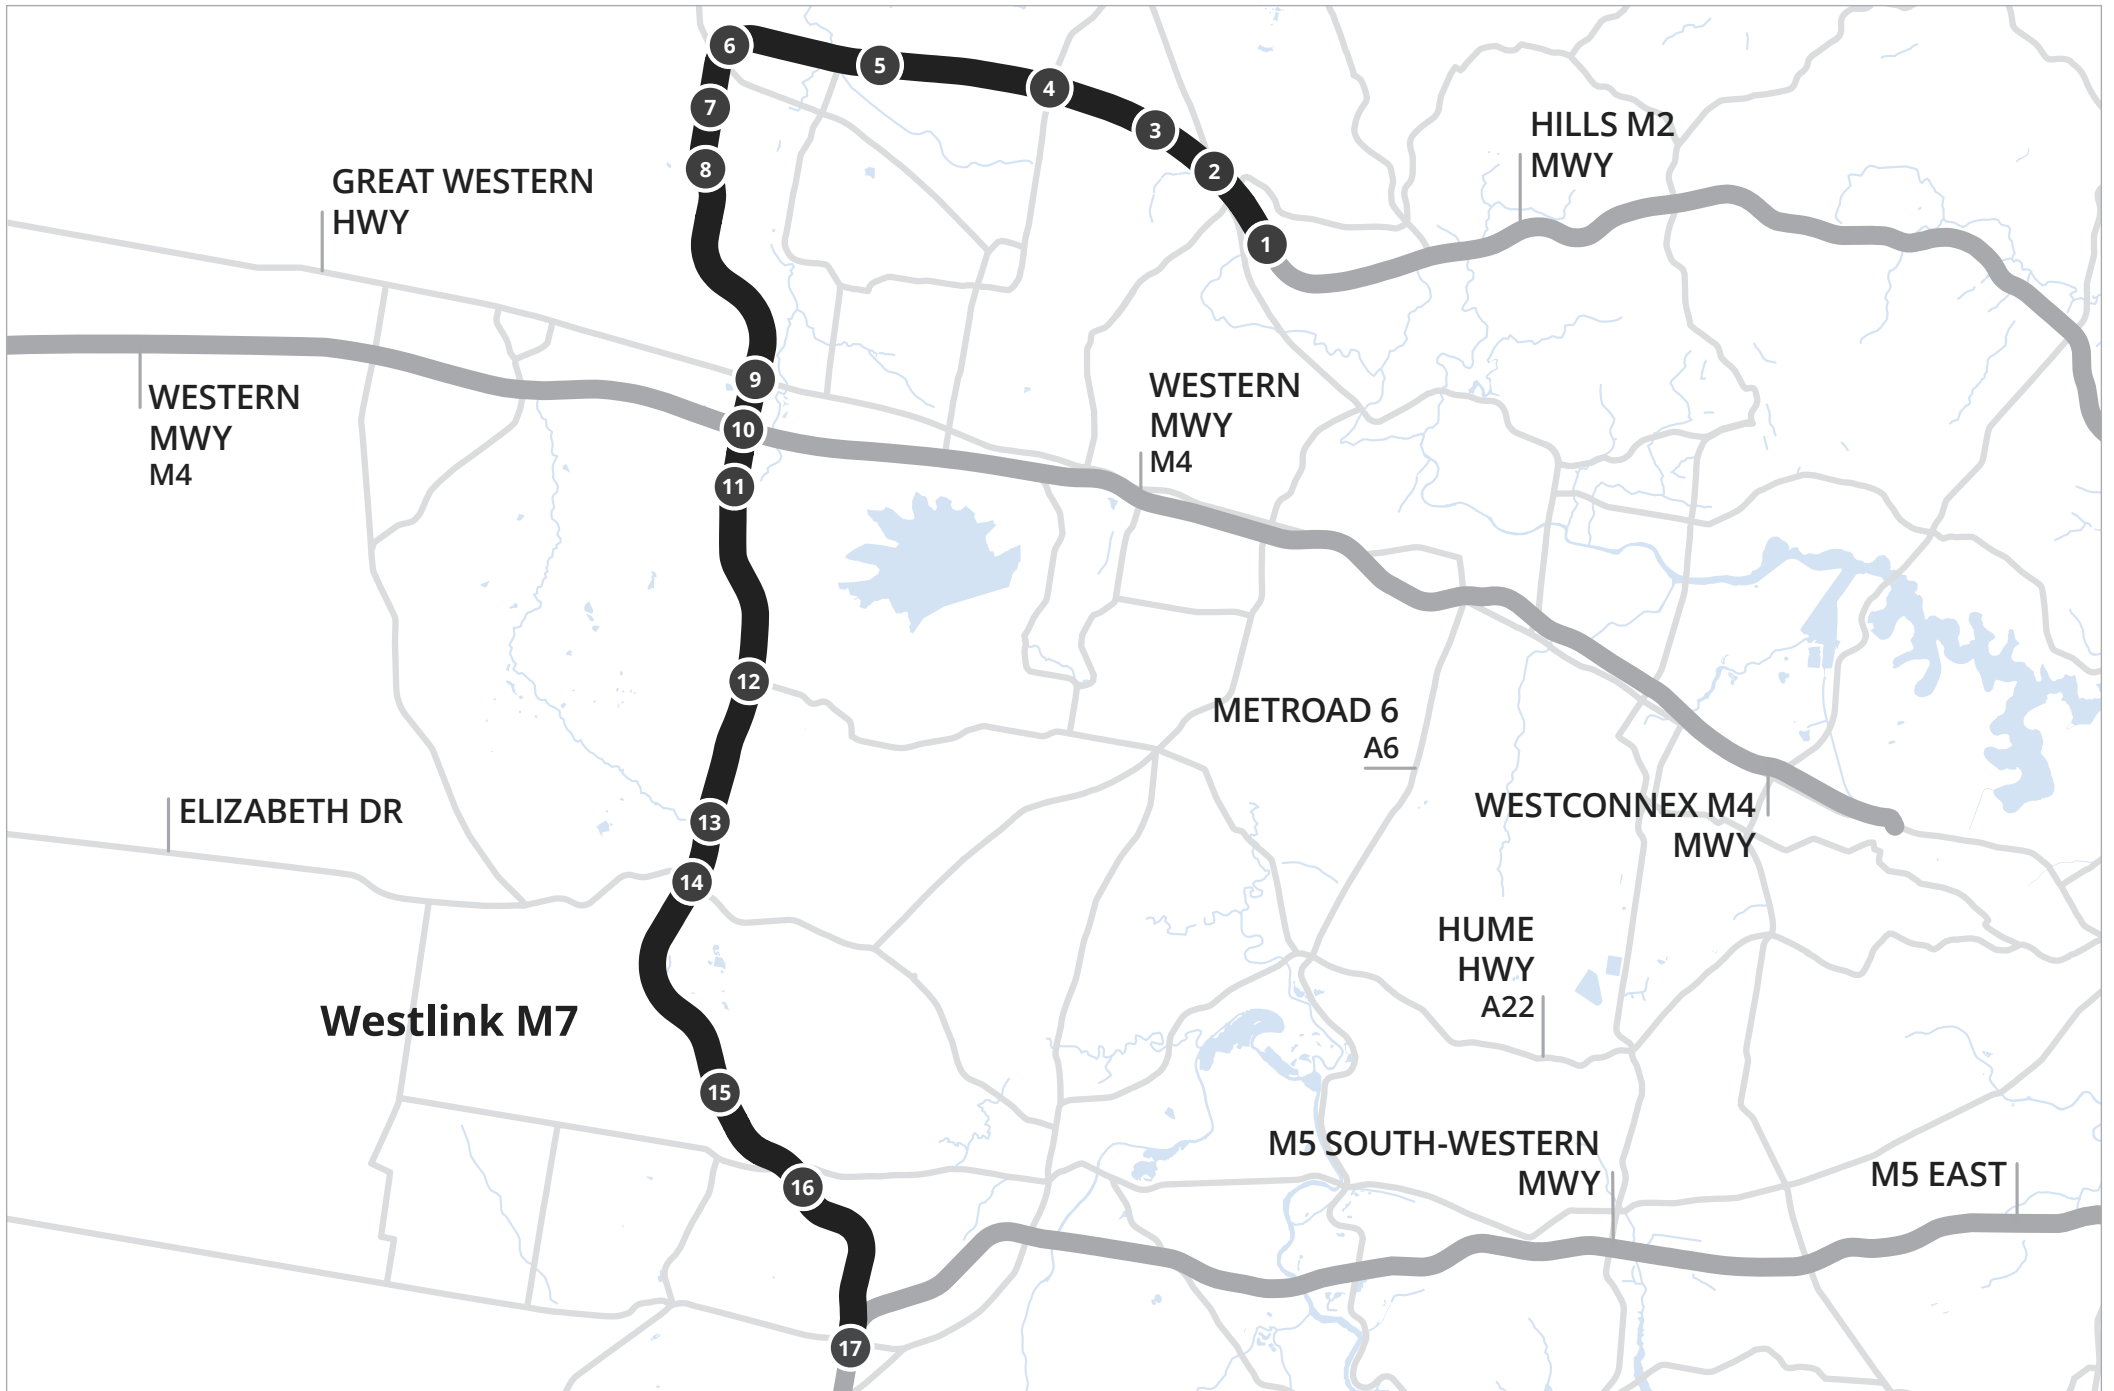 6
5
4
7
HILLS M2
MWY
3
8
2
GREAT WESTERN
HWY
1
9
WESTERN
MWY
M4
WESTERN
MWY
M4
10
11
12
METROAD 6
A6
WESTCONNEX M4
MWY
ELIZABETH DR
13
14
HUME
HWY
A22
Westlink M7
15
M5 SOUTH-WESTERN
MWY
M5 EAST
16
17